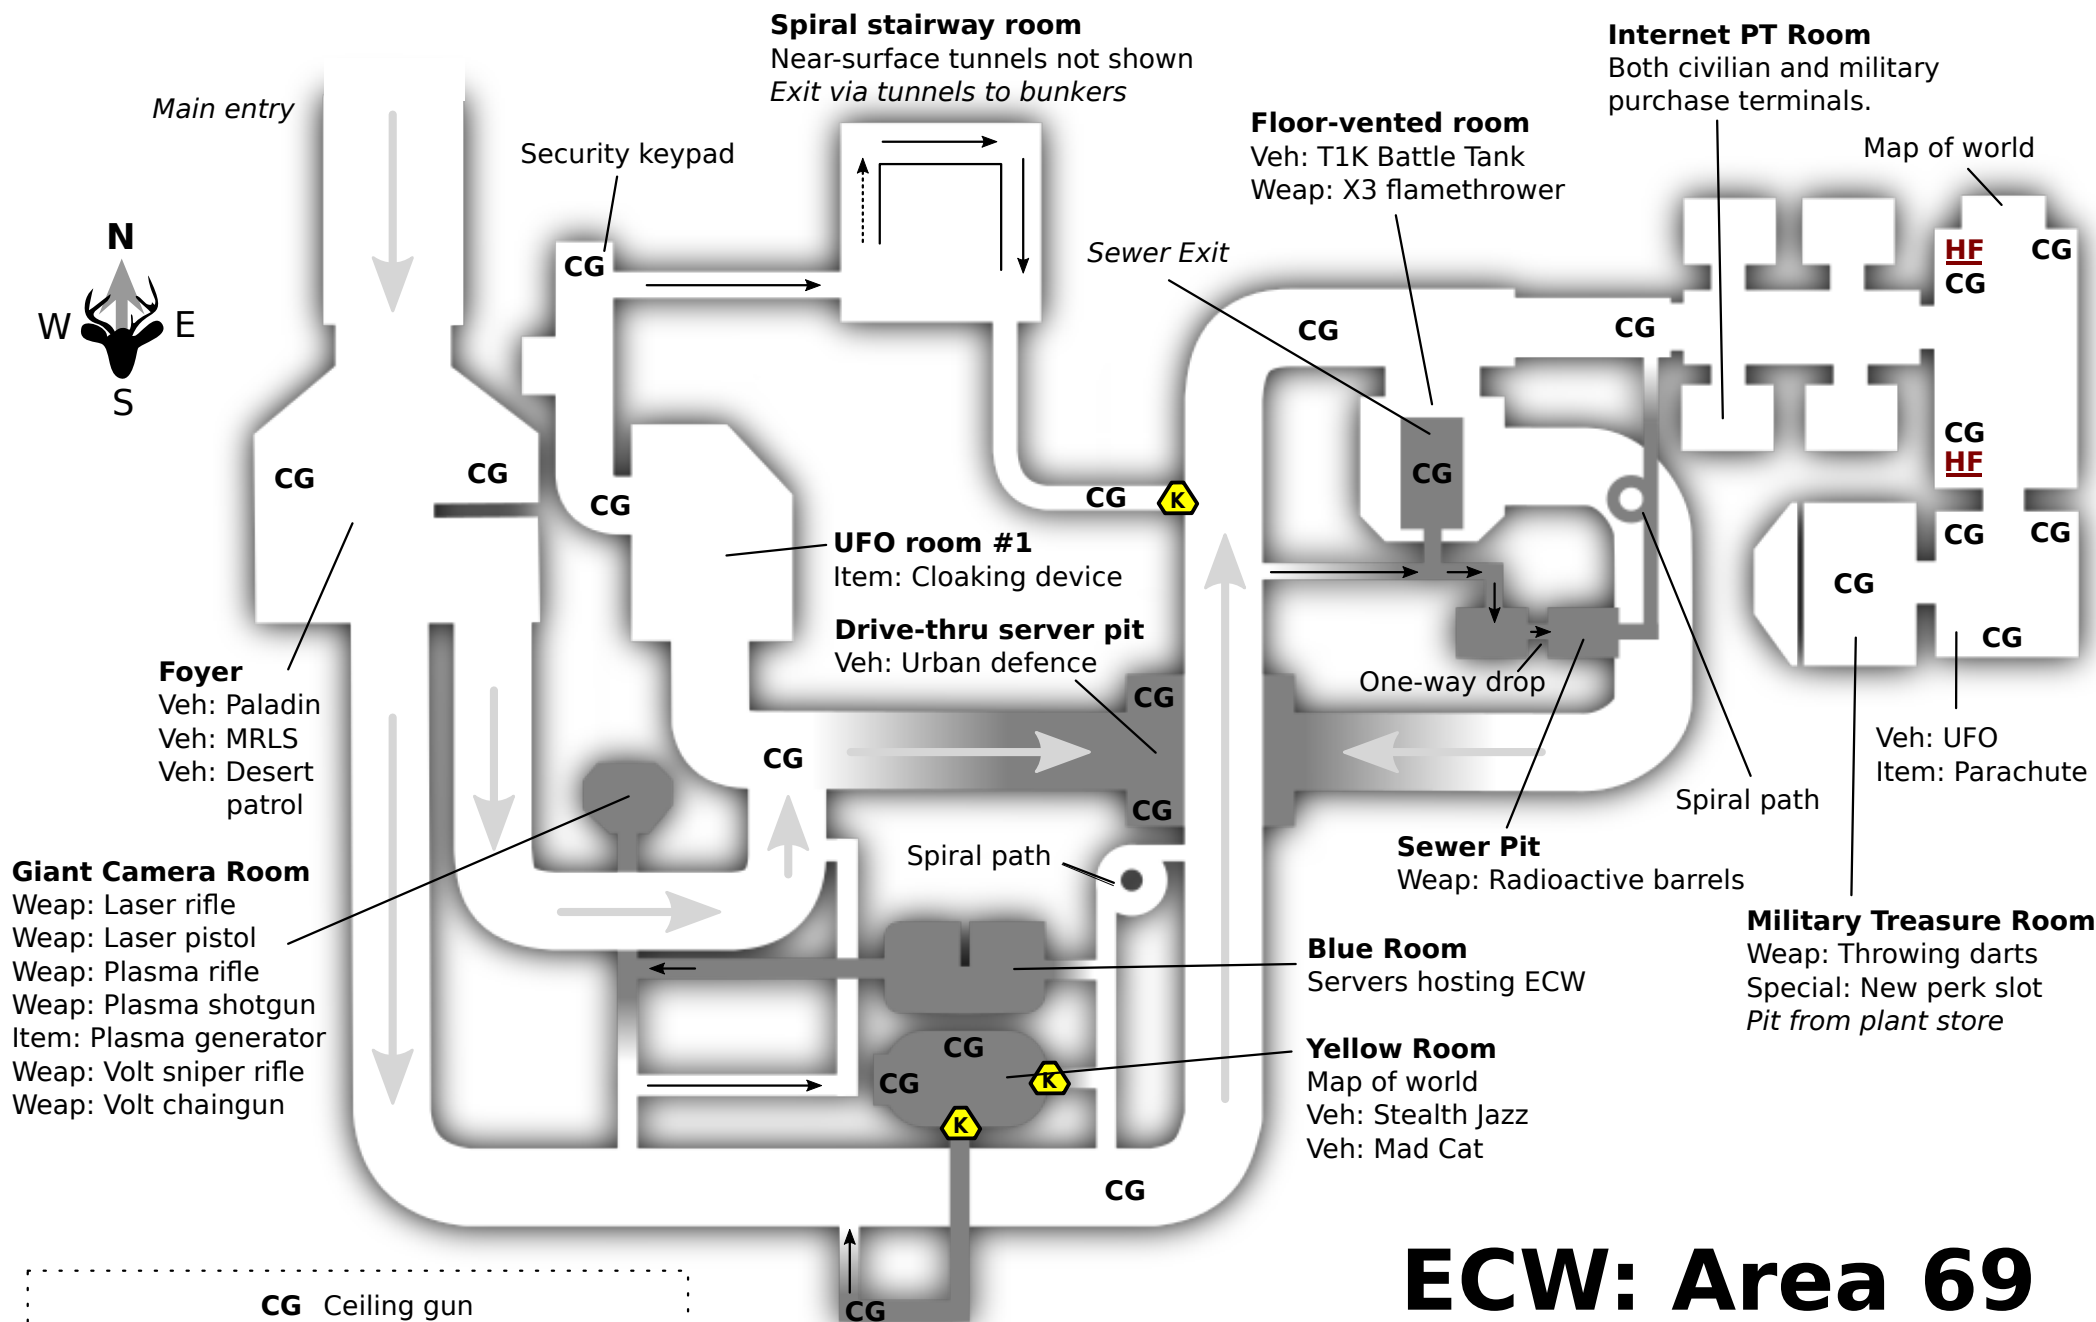 Spiral stairway room
Near-surface tunnels not shown
Exit via tunnels to bunkers
Internet PT Room
Both civilian and military
purchase terminals.
Main entry
Security keypad
Floor-vented room
Veh: T1K Battle Tank
Weap: X3 flamethrower
Map of world
N
W
E
S
Sewer Exit
CG
HF
CG
CG
CG
CG
CG
CG
CG
CG
CG
CG
K
CG
HF
UFO room #1
Item: Cloaking device
CG
CG
CG
Drive-thru server pit
Veh: Urban defence
CG
Foyer
Veh: Paladin
Veh: MRLS
Veh: Desert
patrol
CG
CG
CG
One-way drop
Veh: UFO
Item: Parachute
Spiral path
Spiral path
Sewer Pit
Weap: Radioactive barrels
Giant Camera Room
Weap: Laser rifle
Weap: Laser pistol
Weap: Plasma rifle
Weap: Plasma shotgun
Item: Plasma generator
Weap: Volt sniper rifle
Weap: Volt chaingun
Blue Room
Servers hosting ECW
Military Treasure Room
Weap: Throwing darts
Special: New perk slot
Pit from plant store
CG
CG
K
K
Yellow Room
Map of world
Veh: Stealth Jazz
Veh: Mad Cat
CG
CG
CG Ceiling gun
ECW: Area 69